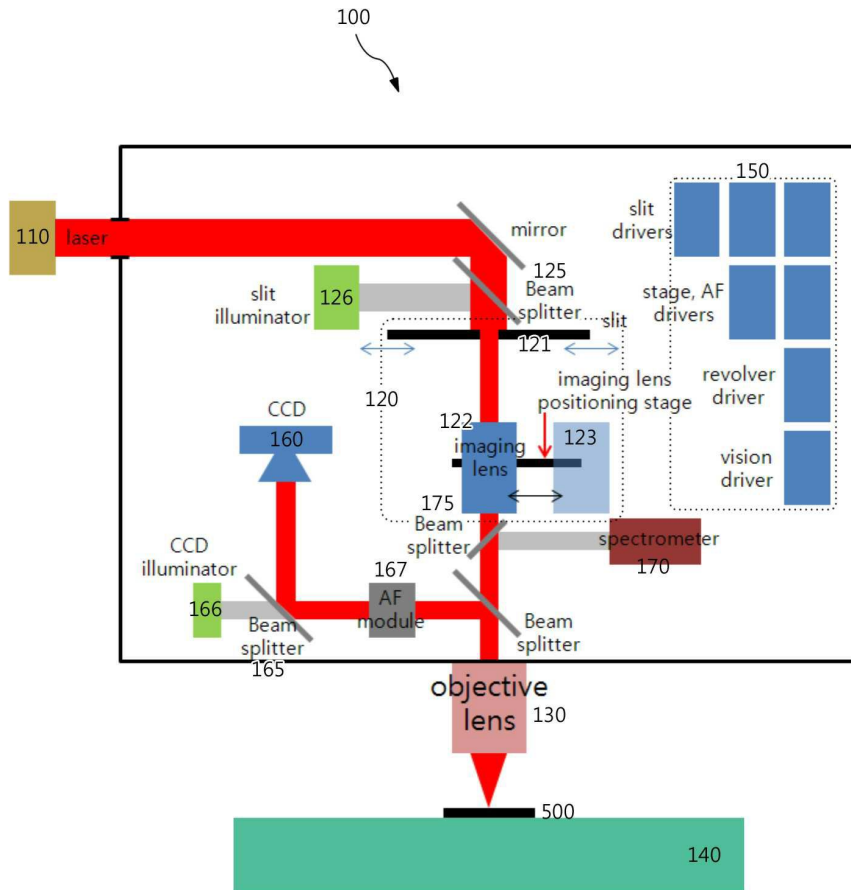 100
150
110
laser
mirror
slit
drivers
125
126
slit
illuminator
Beam
splitter
stage, AF
drivers
slit
121
120
imaging lens
positioning stage
revolver
driver
CCD
160
122
imaging
lens
123
vision
driver
175
Beam
splitter
spectrometer
170
CCD
illuminator
167
166
AF
module
Beam
splitter
165
Beam
splitter
objective
lens
130
500
140